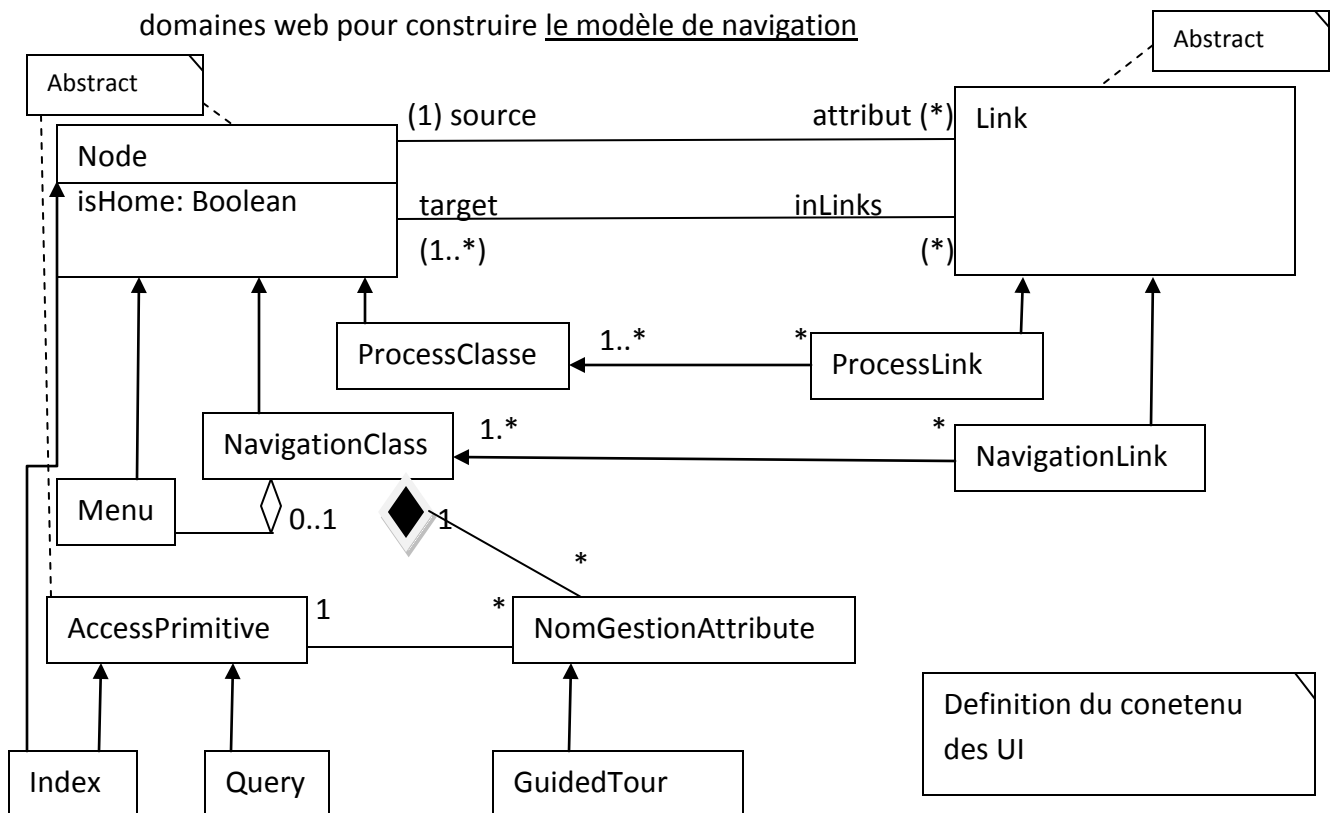 domaines web pour construire le modèle de navigation
Abstract
Abstract
(1) source
attribut (*)
Link
Node
isHome: Boolean
target
inLinks
(1..*)
(*)
ProcessClasse
1..*
*
ProcessLink
NavigationClass
1.*
*
NavigationLink
Menu
0..1
1
*
AccessPrimitive
1
*
NomGestionAttribute
Definition du conetenu
des UI
Index
Query
GuidedTour